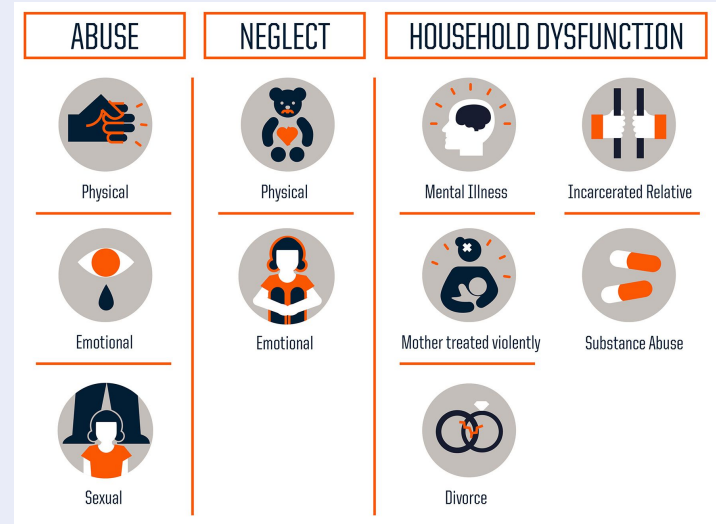 ABUSE
Physical
Emotional
Sexual
NEGLECT
Physical
Emotional
HOUSEHOLD DYSFUNCTION
Mental Illness
Incarcerated Relative
Mother treated violently
Substance Abuse
Divorce